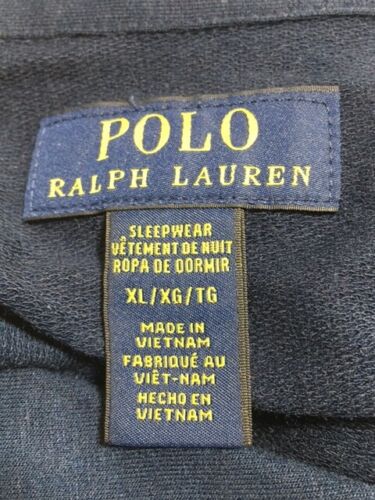 POLO
RALPH LAUREN
SLEEPWEAR
VÊTEMENT DE NUIT
ROPA DE DORMIR
XL/XG/TG
MADE IN
VIETNAM
FABRIQUÉ AU
VIÊT-NAM
HECHO EN
VIETNAM